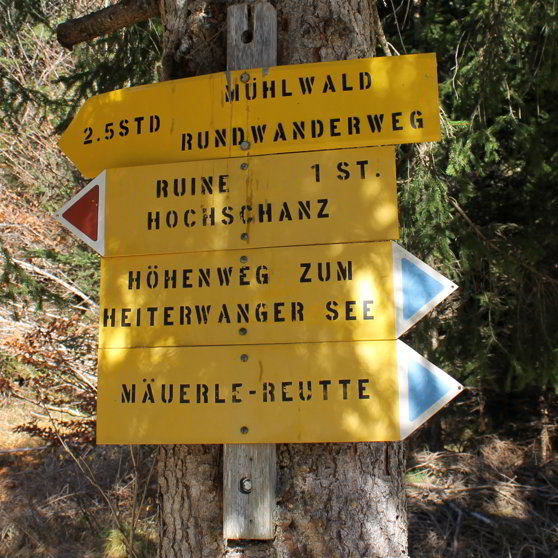 MÜHLWALD
2.5STD RUNDWANDERWEG
RUINE 1 ST.
HOCHSCHANZ
HÖHENWEG ZUM
HEITERWANGER SEE
MÄUERLE-REUTTE